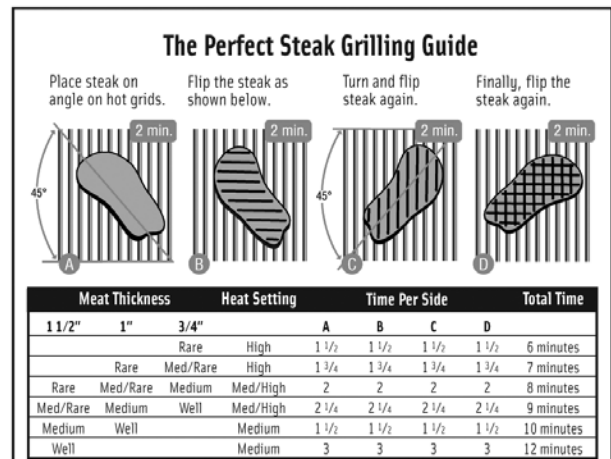 The Perfect Steak Grilling Guide
Place steak on
angle on hot grids.
Flip the steak as
shown below.
Turn and flip
steak again.
Finally, flip the
steak again.
2 min.
2 min.
2 min.
2 min.
45°
45°
A
B
C
D
Meat Thickness Heat Setting Time Per Side Total Time
1 1/2" 1" 3/4" A B C D
Rare High 1 1/2 1 1/2 1 1/2 1 1/2 6 minutes
Rare Med/Rare High 1 3/4 1 3/4 1 3/4 1 3/4 7 minutes
Rare Med/Rare Medium Med/High 2 2 2 2 8 minutes
Med/Rare Medium Well Med/High 2 1/4 2 1/4 2 1/4 2 1/4 9 minutes
Medium Well Medium 1 1/2 1 1/2 1 1/2 1 1/2 10 minutes
Well Medium 3 3 3 3 12 minutes